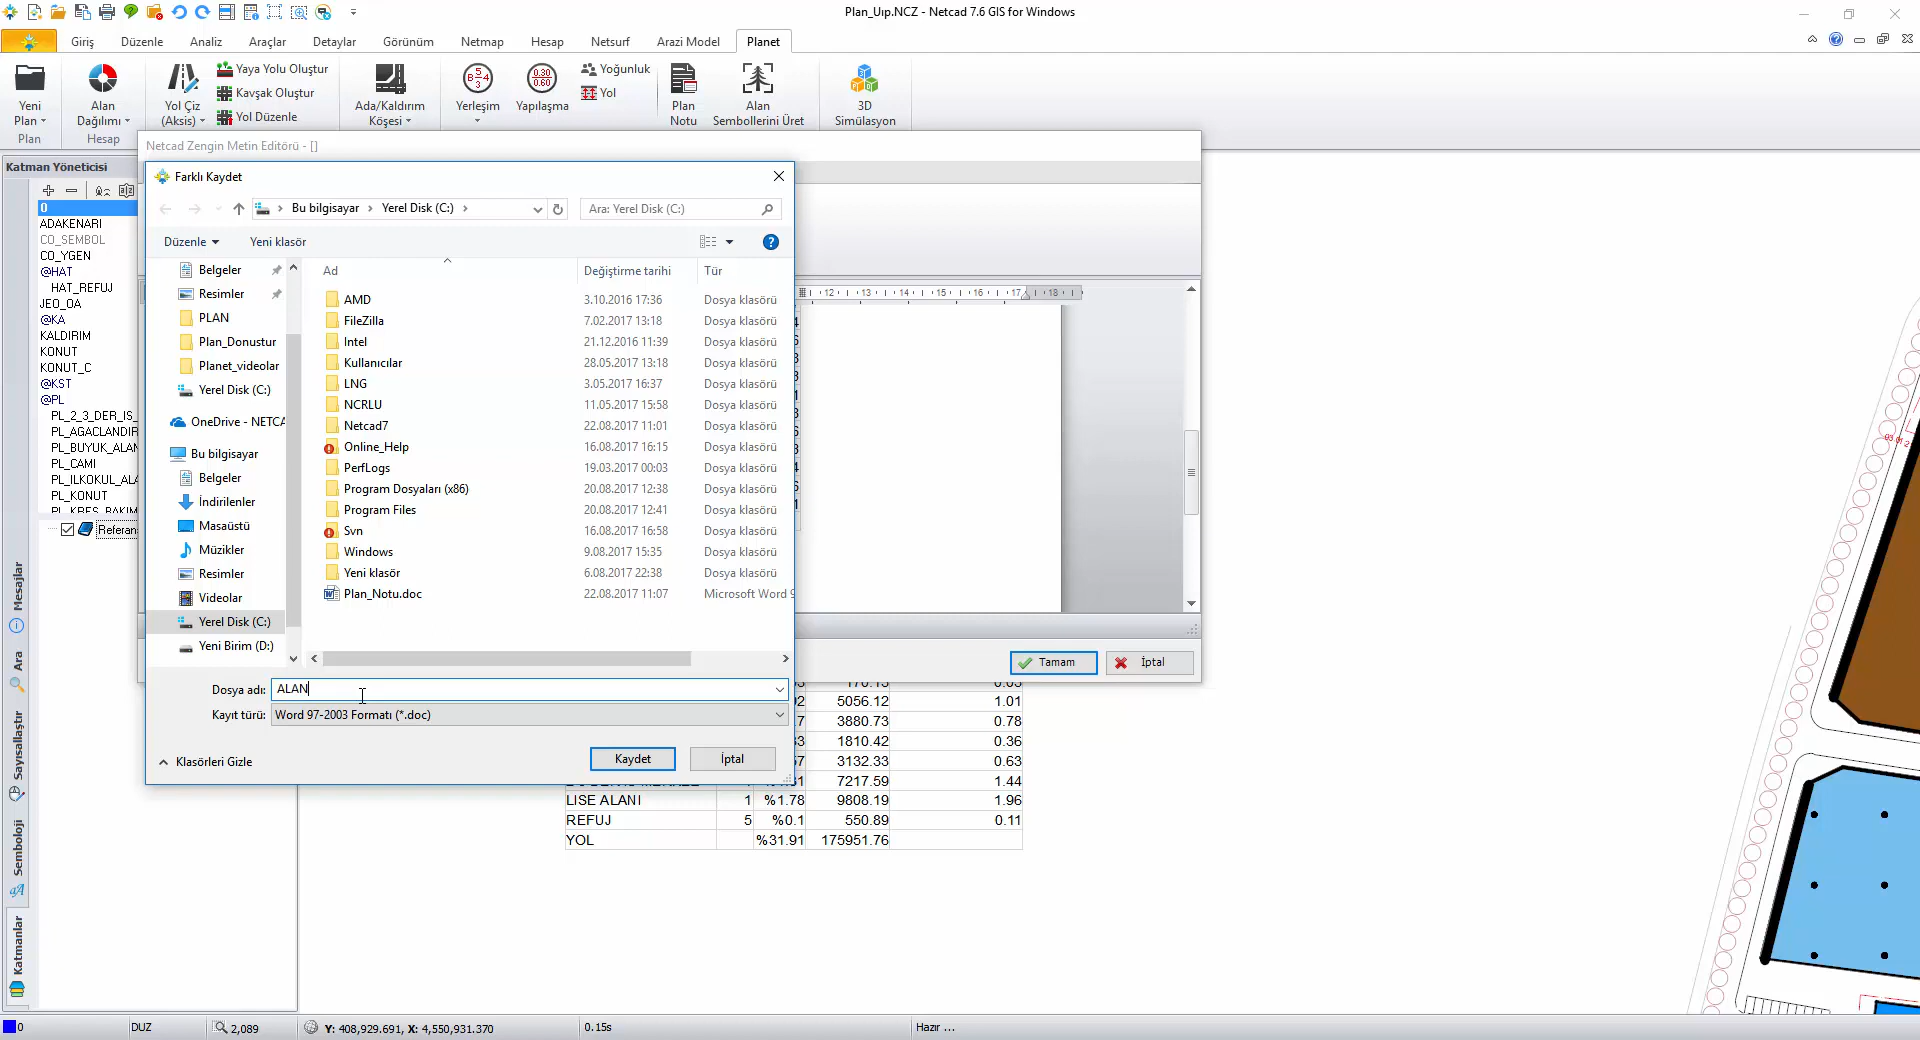 Plan_Uıp.NCZ - Netcad 7.6 GIS for Windows
Giriş Düzenle Analiz Araçlar Detaylar Görünüm Netmap Hesap Netsurf Arazi Model Planet
Yeni Plan
Plan
Alan Dağılımı
Hesap
Yol Çiz (Aksis)
Yaya Yolu Oluştur
Kavşak Oluştur
Yol Düzenle
Ada/Kaldırım Köşesi
Yerleşim
Yapılaşma
Yoğunluk
Yol
Plan Notu
Alan Sembollerini Üret
3D Simülasyon
Netcad Zengin Metin Editörü - []
Katman Yöneticisi
0
ADAKENARI
CO_SEMBOL
CO_YGEN
@HAT
HAT_REFUJ
JEO_OA
@KA
KALDIRIM
KONUT
KONUT_C
@KST
@PL
PL_2_3_DER_IS_
PL_AGACLANDIR
PL_BUYUK_ALAN
PL_CAMI
PL_ILKOKUL_ALA
PL_KONUT
PL_KRES_BAKIM
Referan
Mesajlar
Ara
Sayısallaştır
Semboloji
Katmanlar
Farklı Kaydet
Bu bilgisayar > Yerel Disk (C:) >
Ara: Yerel Disk (C:)
Düzenle
Yeni klasör
Belgeler
Resimler
PLAN
Plan_Donustur
Planet_videolar
Yerel Disk (C:)
OneDrive - NETCA
Bu bilgisayar
Belgeler
İndirilenler
Masaüstü
Müzikler
Resimler
Videolar
Yerel Disk (C:)
Yeni Birim (D:)
Ad Değiştirme tarihi Tür
AMD 3.10.2016 17:36 Dosya klasörü
FileZilla 7.02.2017 13:18 Dosya klasörü
Intel 21.12.2016 11:39 Dosya klasörü
Kullanıcılar 28.05.2017 13:18 Dosya klasörü
LNG 3.05.2017 16:37 Dosya klasörü
NCRLU 11.05.2017 15:58 Dosya klasörü
Netcad7 22.08.2017 11:01 Dosya klasörü
Online_Help 16.08.2017 16:15 Dosya klasörü
PerfLogs 19.03.2017 00:03 Dosya klasörü
Program Dosyaları (x86) 20.08.2017 12:38 Dosya klasörü
Program Files 20.08.2017 12:41 Dosya klasörü
Svn 16.08.2017 16:58 Dosya klasörü
Windows 9.08.2017 15:35 Dosya klasörü
Yeni klasör 6.08.2017 22:38 Dosya klasörü
Plan_Notu.doc 22.08.2017 11:07 Microsoft Word 9
Dosya adı: ALAN
Kayıt türü: Word 97-2003 Formatı (*.doc)
Klasörleri Gizle
Kaydet
İptal
12 13 14 15 16 17 18
Tamam
İptal
5056.12 1.01
3880.73 0.78
1810.42 0.36
3132.33 0.63
7217.59 1.44
LISE ALANI 1 %1.78 9808.19 1.96
REFUJ 5 %0.1 550.89 0.11
YOL %31.91 175951.76
0 DUZ 2,089 Y: 408,929.691, X: 4,550,931.370 0.15s Hazır ...